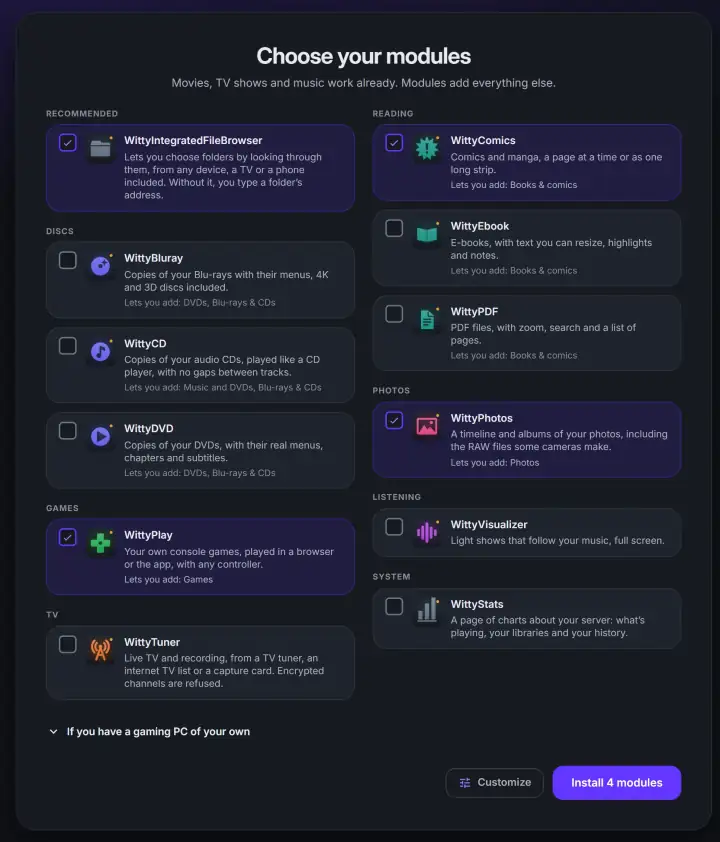 Choose your modules
Movies, TV shows and music work already. Modules add everything else.
RECOMMENDED
WittyIntegratedFileBrowser
Lets you choose folders by looking through
them, from any device, a TV or a phone
included. Without it, you type a folder's
address.
DISCS
WittyBluray
Copies of your Blu-rays with their menus, 4K
and 3D discs included.
Lets you add: DVDs, Blu-rays & CDs
WittyCD
Copies of your audio CDs, played like a CD
player, with no gaps between tracks.
Lets you add: Music and DVDs, Blu-rays & CDs
WittyDVD
Copies of your DVDs, with their real menus,
chapters and subtitles.
Lets you add: DVDs, Blu-rays & CDs
GAMES
WittyPlay
Your own console games, played in a browser
or the app, with any controller.
Lets you add: Games
TV
WittyTuner
Live TV and recording, from a TV tuner, an
internet TV list or a capture card. Encrypted
channels are refused.
READING
WittyComics
Comics and manga, a page at a time or as one
long strip.
Lets you add: Books & comics
WittyEbook
E-books, with text you can resize, highlights
and notes.
Lets you add: Books & comics
WittyPDF
PDF files, with zoom, search and a list of
pages.
Lets you add: Books & comics
PHOTOS
WittyPhotos
A timeline and albums of your photos, including
the RAW files some cameras make.
Lets you add: Photos
LISTENING
WittyVisualizer
Light shows that follow your music, full screen.
SYSTEM
WittyStats
A page of charts about your server: what's
playing, your libraries and your history.
If you have a gaming PC of your own
Customize
Install 4 modules